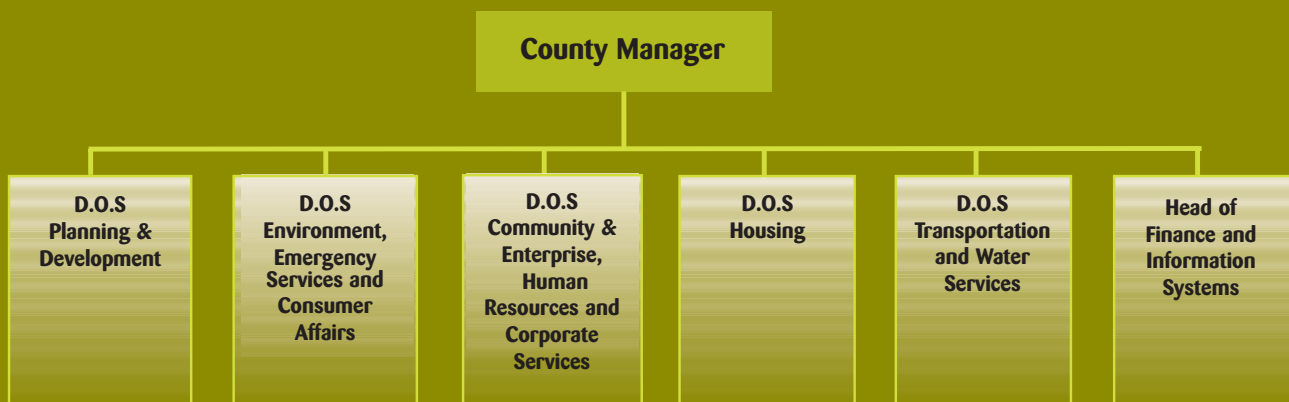 County Manager
D.O.S
Planning &
Development
D.O.S
Environment,
Emergency
Services and
Consumer
Affairs
D.O.S
Community &
Enterprise,
Human
Resources and
Corporate
Services
D.O.S
Housing
D.O.S
Transportation
and Water
Services
Head of
Finance and
Information
Systems